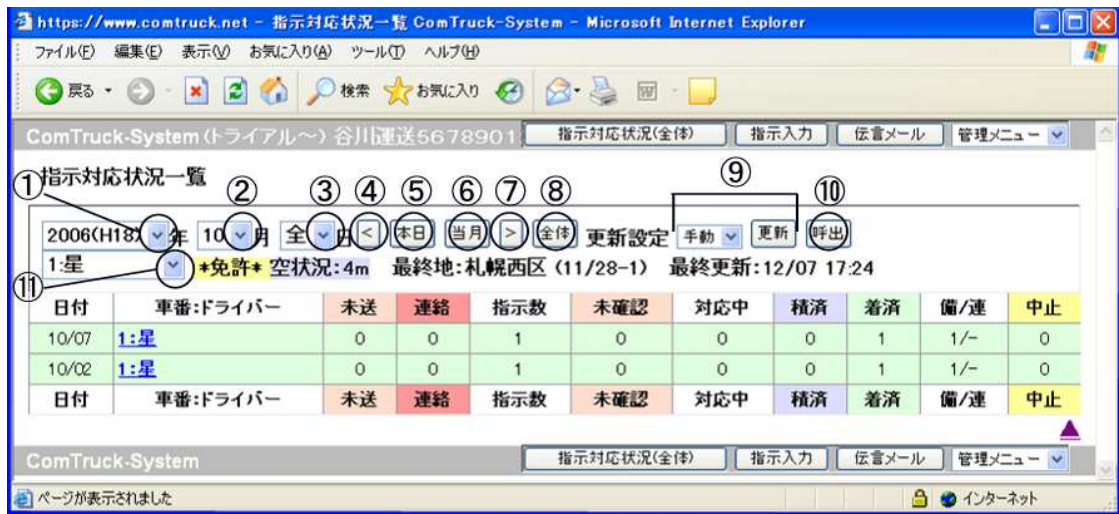 https://www.comtruck.net - 指示対応状況一覧 ComTruck-System - Microsoft Internet Explorer
ファイル(F) 編集(E) 表示(V) お気に入り(A) ツール(T) ヘルプ(H)
戻る 検索 お気に入り
ComTruck-System (トライアル～) 谷川運送5678901 指示対応状況(全体) 指示入力 伝言メール 管理メニュー
指示対応状況一覧
① ② ③ ④ ⑤ ⑥ ⑦ ⑧ ⑨ ⑩
2006(H18) 年 10 月 全 日 < 本日 当月 > 全体 更新設定 手動 更新 呼出
1:星 *免許* 空状況:4m 最終地:札幌西区 (11/28-1) 最終更新:12/07 17:24
⑪
日付 車番:ドライバー 未送 連絡 指示数 未確認 対応中 積済 着済 備/連 中止
10/07 1:星 0 0 1 0 0 0 1 1/- 0
10/02 1:星 0 0 1 0 0 0 1 1/- 0
日付 車番:ドライバー 未送 連絡 指示数 未確認 対応中 積済 着済 備/連 中止
ComTruck-System 指示対応状況(全体) 指示入力 伝言メール 管理メニュー
ページが表示されました インターネット